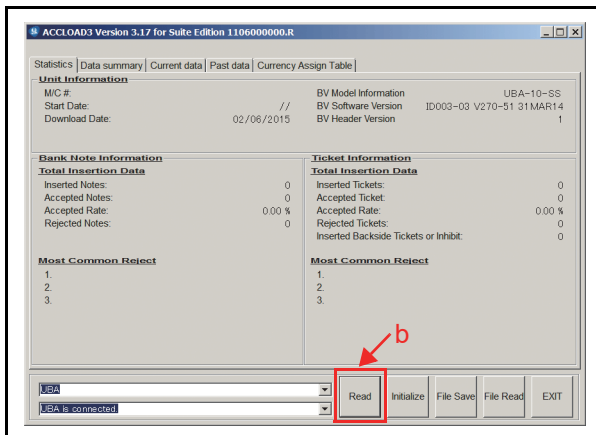 ACCLOAD3 Version 3.17 for Suite Edition 1106000000.R
Statistics Data summary Current data Past data Currency Assign Table
Unit Information
M/C #: BV Model Information UBA-10-SS
Start Date: / / BV Software Version ID003-03 V270-51 31MAR14
Download Date: 02/06/2015 BV Header Version 1
Bank Note Information Ticket Information
Total Insertion Data Total Insertion Data
Inserted Notes: 0 Inserted Tickets: 0
Accepted Notes: 0 Accepted Ticket: 0
Accepted Rate: 0.00 % Accepted Rate: 0.00 %
Rejected Notes: 0 Rejected Tickets: 0
Inserted Backside Tickets or Inhibit: 0
Most Common Reject Most Common Reject
1. 1.
2. 2.
3. 3.
b
UBA
UBA is connected.
Read Initialize File Save File Read EXIT